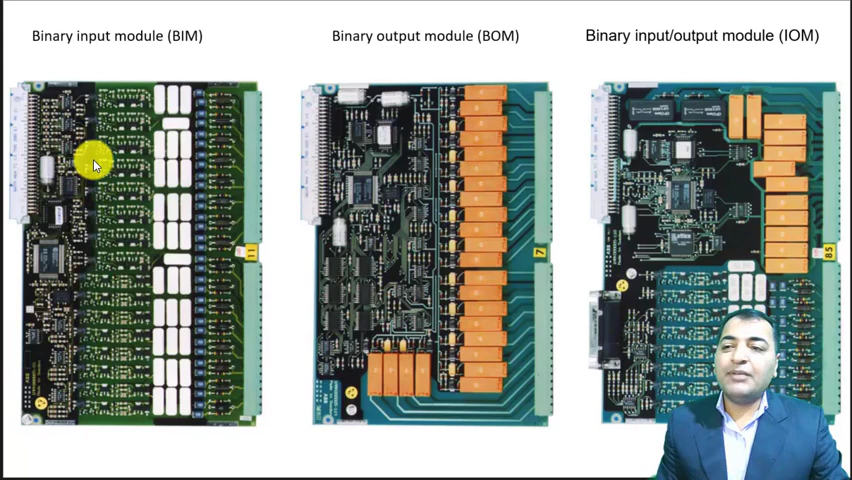 Binary input module (BIM)
Binary output module (BOM)
Binary input/output module (IOM)
11
7
85